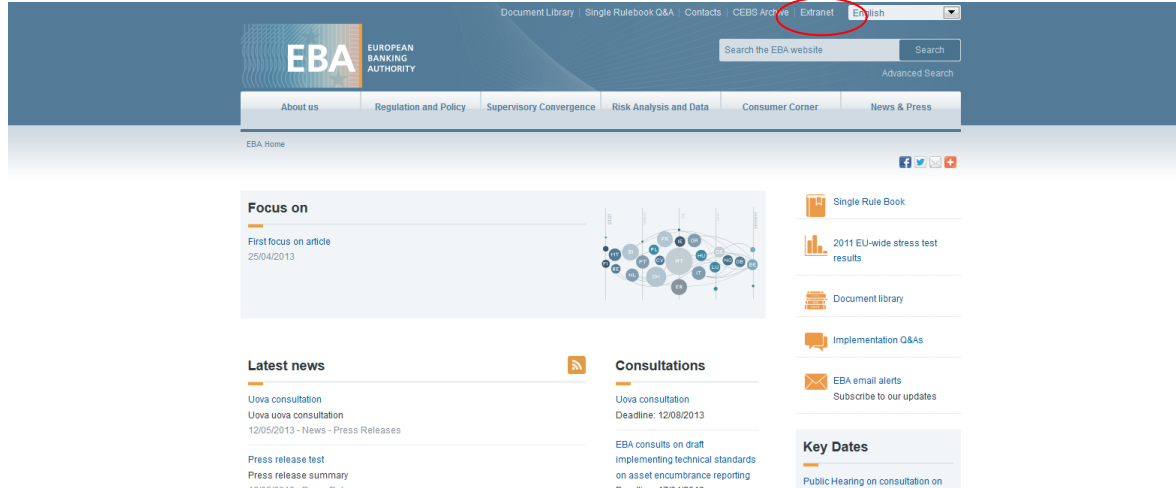 Document Library | Single Rulebook Q&A | Contacts | CEBS Archive | Extranet
English
EBA
EUROPEAN
BANKING
AUTHORITY
Search the EBA website
Search
Advanced Search
About us
Regulation and Policy
Supervisory Convergence
Risk Analysis and Data
Consumer Corner
News & Press
EBA Home
Focus on
First focus on article
25/04/2013
Single Rule Book
2011 EU-wide stress test
results
Document library
Implementation Q&As
EBA email alerts
Subscribe to our updates
Latest news
Uova consultation
Uova uova consultation
12/05/2013 - News - Press Releases
Press release test
Press release summary
Consultations
Uova consultation
Deadline: 12/08/2013
EBA consults on draft
implementing technical standards
on asset encumbrance reporting
Key Dates
Public Hearing on consultation on